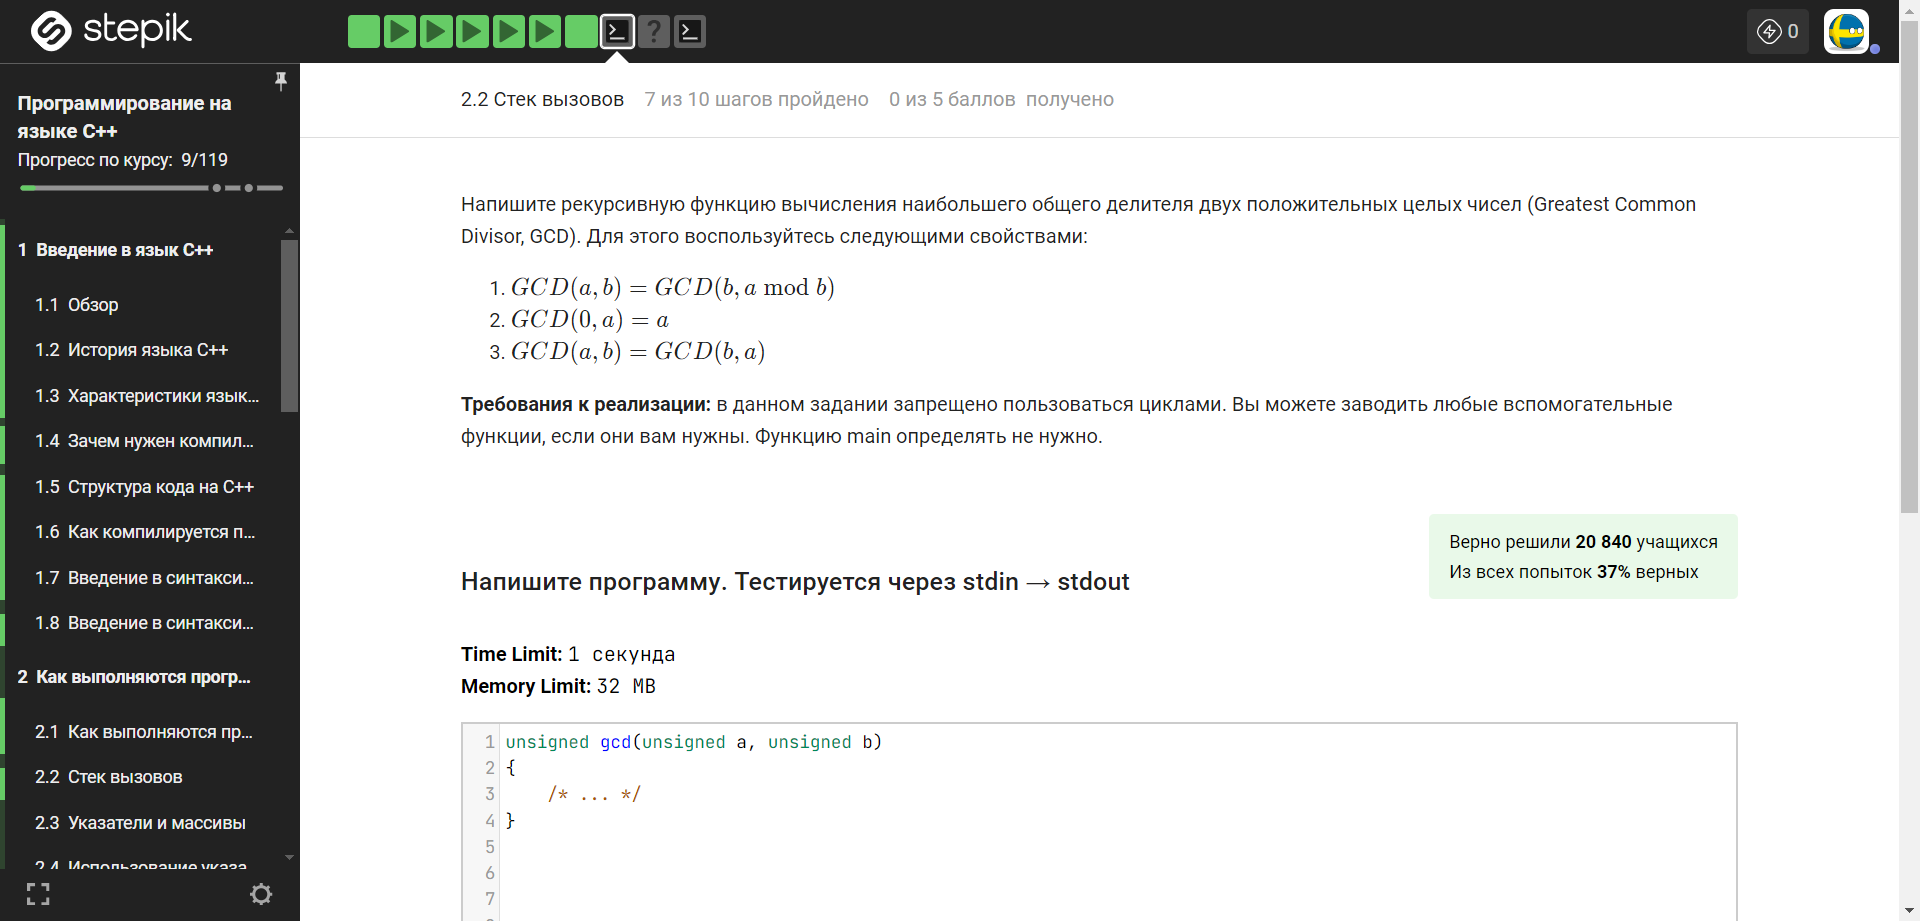 stepik
0
Программирование на
языке C++
Прогресс по курсу: 9/119
1 Введение в язык C++
1.1 Обзор
1.2 История языка C++
1.3 Характеристики язык...
1.4 Зачем нужен компил...
1.5 Структура кода на C++
1.6 Как компилируется п...
1.7 Введение в синтакси...
1.8 Введение в синтакси...
2 Как выполняются прогр...
2.1 Как выполняются пр...
2.2 Стек вызовов
2.3 Указатели и массивы
2.4 Использование указа
2.2 Стек вызовов 7 из 10 шагов пройдено 0 из 5 баллов получено
Напишите рекурсивную функцию вычисления наибольшего общего делителя двух положительных целых чисел (Greatest Common
Divisor, GCD). Для этого воспользуйтесь следующими свойствами:
1. GCD(a, b) = GCD(b, a mod b)
2. GCD(0, a) = a
3. GCD(a, b) = GCD(b, a)
Требования к реализации: в данном задании запрещено пользоваться циклами. Вы можете заводить любые вспомогательные
функции, если они вам нужны. Функцию main определять не нужно.
Верно решили 20 840 учащихся
Из всех попыток 37% верных
Напишите программу. Тестируется через stdin → stdout
Time Limit: 1 секунда
Memory Limit: 32 MB
1 unsigned gcd(unsigned a, unsigned b)
2 {
3 /* ... */
4 }
5
6
7